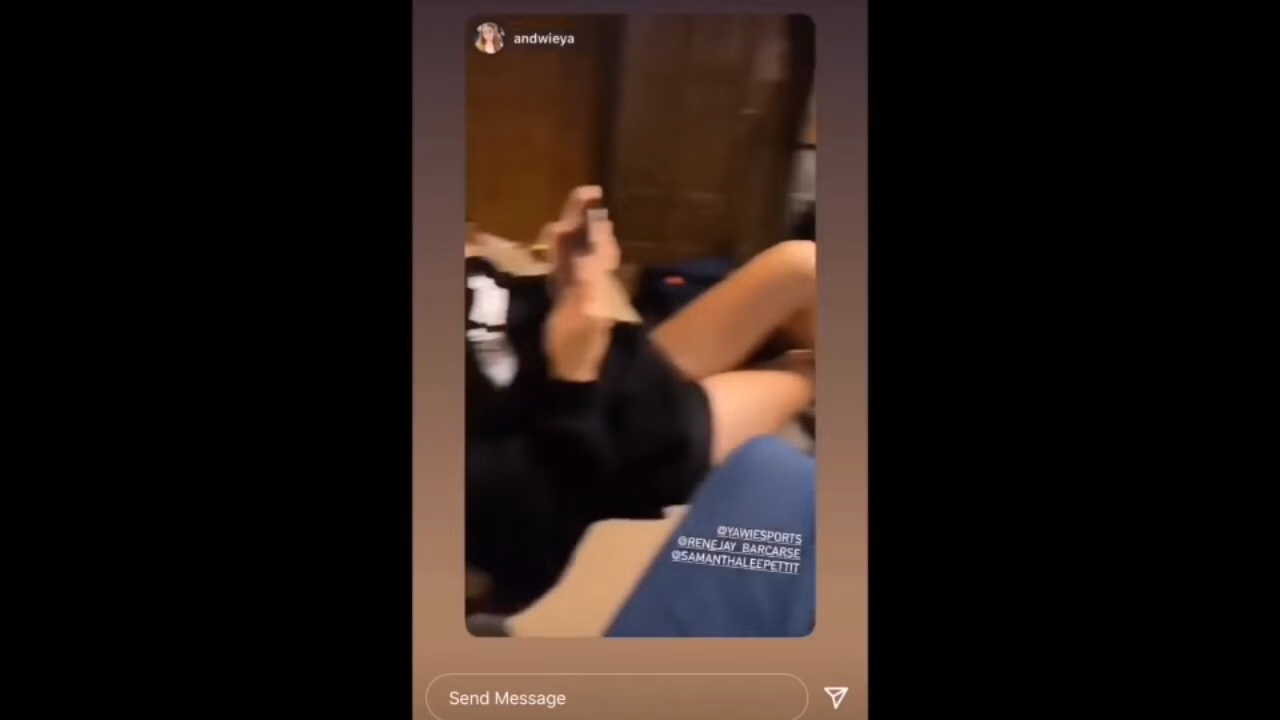 andwieya
@YAWIESPORTS
@RENEJAY_BARCARSE
@SAMANTHALEEPETTIT
Send Message